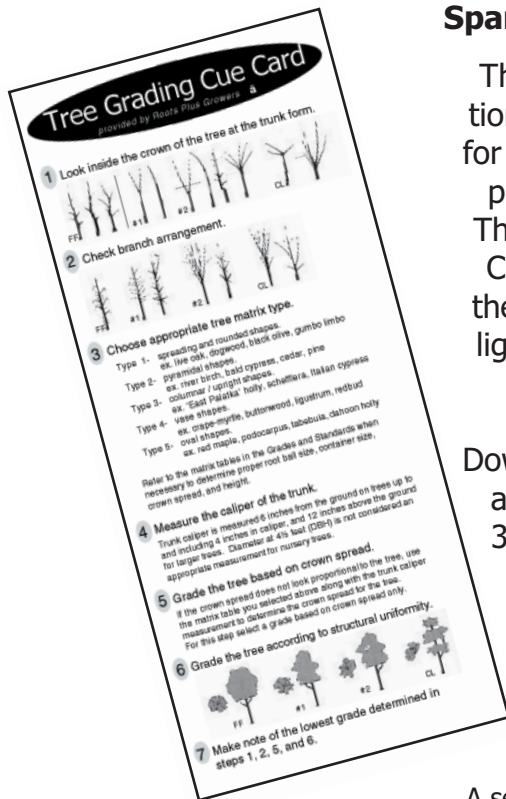 Tree Grading Cue Card
provided by Roots Plus Growers
1 Look inside the crown of the tree at the trunk form.
FF #1 #2 CL
2 Check branch arrangement.
FF #1 #2 CL
3 Choose appropriate tree matrix type.
Type 1- spreading and rounded shapes.
ex. live oak, dogwood, black olive, gumbo limbo
Type 2- pyramidal shapes.
ex. river birch, bald cypress, cedar, pine
Type 3- columnar / upright shapes.
ex. 'East Palatka' holly, schefflera, Italian cypress
Type 4- vase shapes.
ex. crape-myrtle, buttonwood, ligustrum, redbud
Type 5- oval shapes.
ex. red maple, podocarpus, tabebuia, dahoon holly
Refer to the matrix tables in the Grades and Standards when
necessary to determine proper root ball size, container size,
crown spread, and height.
4 Measure the caliper of the trunk.
Trunk caliper is measured 6 inches from the ground on trees up to
and including 4 inches in caliper, and 12 inches above the ground
for larger trees. Diameter at 4½ feet (DBH) is not considered an
appropriate measurement for nursery trees.
5 Grade the tree based on crown spread.
If the crown spread does not look proportional to the tree, use
the matrix table you selected above along with the trunk caliper
measurement to determine the crown spread for the tree.
For this step select a grade based on crown spread only.
6 Grade the tree according to structural uniformity.
FF #1 #2 CL
7 Make note of the lowest grade determined in
steps 1, 2, 5, and 6.
Spa
Th
tion
for
p
Th
C
the
lig
Dow
a
3
A se